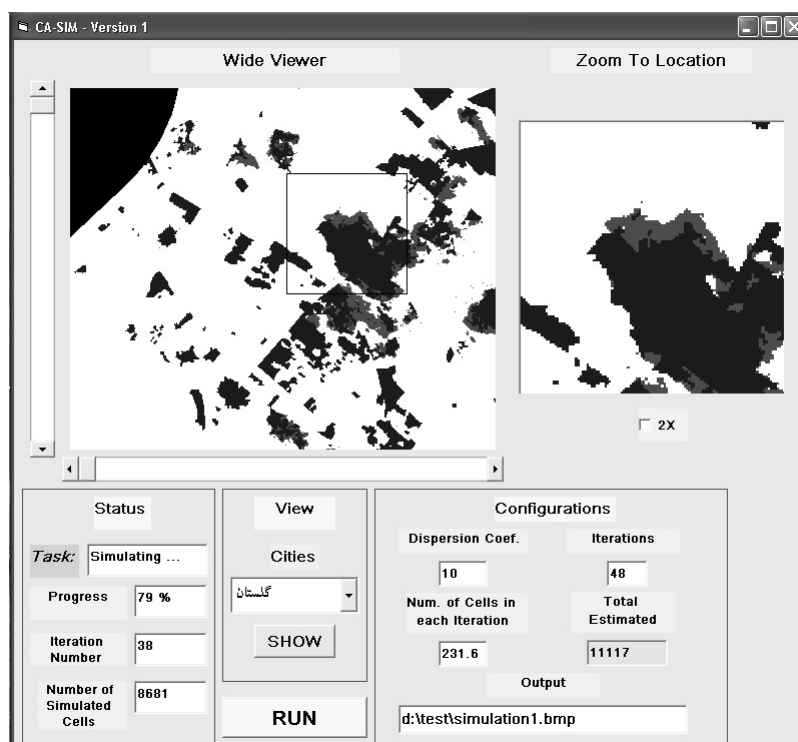 CA-SIM - Version 1
Wide Viewer
Zoom To Location
2X
Status
Task: Simulating ...
Progress 79 %
Iteration
Number
38
Number of
Simulated
Cells
8681
View
Cities
گلستان
SHOW
RUN
Configurations
Dispersion Coef.
10
Iterations
48
Num. of Cells in
each Iteration
231.6
Total
Estimated
11117
Output
d:\test\simulation1.bmp